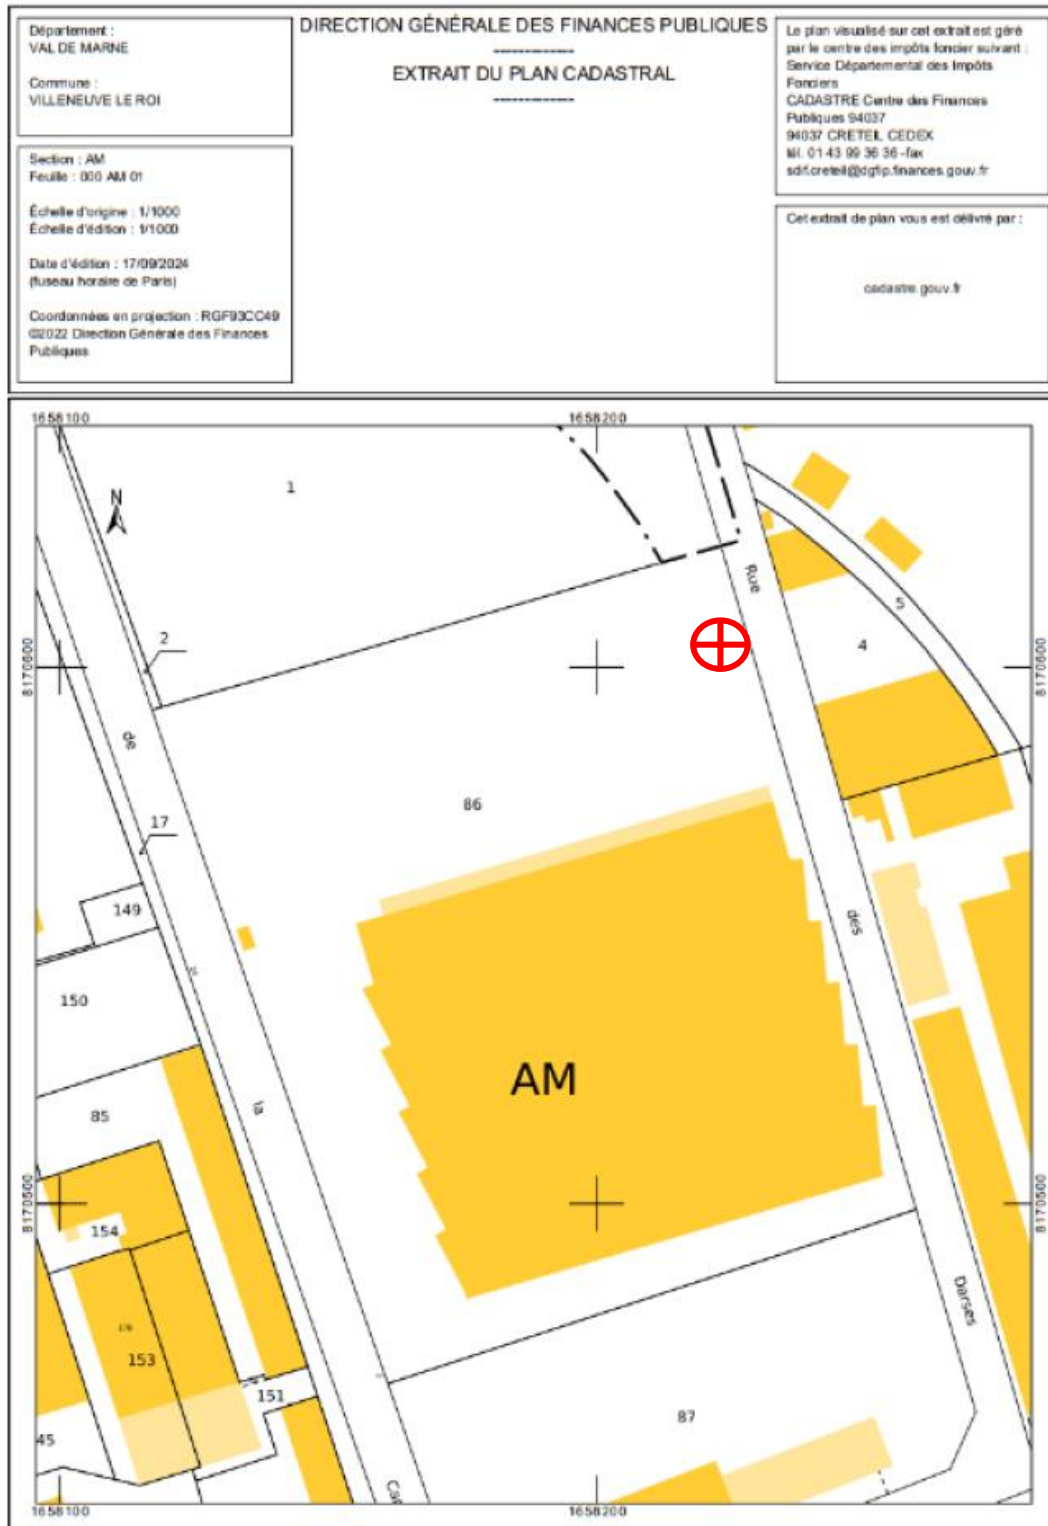 Département :
VAL DE MARNE
Commune :
VILLENEUVE LE ROI
Section : AM
Feuille : 000 AM 01
Échelle d'origine : 1/1000
Échelle d'édition : 1/1000
Date d'édition : 17/09/2024
(fuseau horaire de Paris)
Coordonnées en projection : RGF93CC49
©2022 Direction Générale des Finances
Publiques
DIRECTION GÉNÉRALE DES FINANCES PUBLIQUES
-------------
EXTRAIT DU PLAN CADASTRAL
-------------
Le plan visualisé sur cet extrait est géré
par le centre des impôts foncier suivant :
Service Départemental des Impôts
Fonciers
CADASTRE Centre des Finances
Publiques 94037
94037 CRETEIL CEDEX
tél. 01 43 99 36 36 -fax
sdif.creteil@dgfip.finances.gouv.fr
Cet extrait de plan vous est délivré par :
cadastre.gouv.fr
1658100
1658200
1
N
Rue
5
2
4
8170600
8170600
de
86
17
149
des
150
AM
85
la
8170500
8170500
154
Darses
153
151
87
45
1658100
1658200